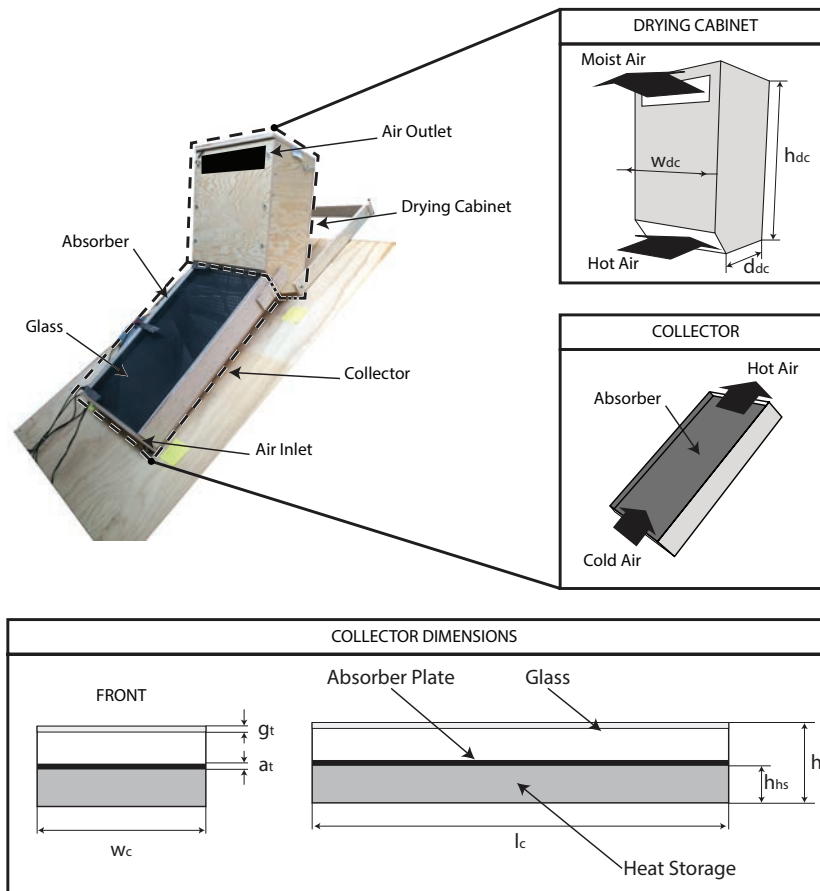 DRYING CABINET
Moist Air
wdc
hdc
Hot Air
ddc
Air Outlet
Drying Cabinet
Absorber
Glass
Collector
Air Inlet
COLLECTOR
Hot Air
Absorber
Cold Air
COLLECTOR DIMENSIONS
FRONT
Absorber Plate
Glass
gt
at
h
hhs
wc
lc
Heat Storage